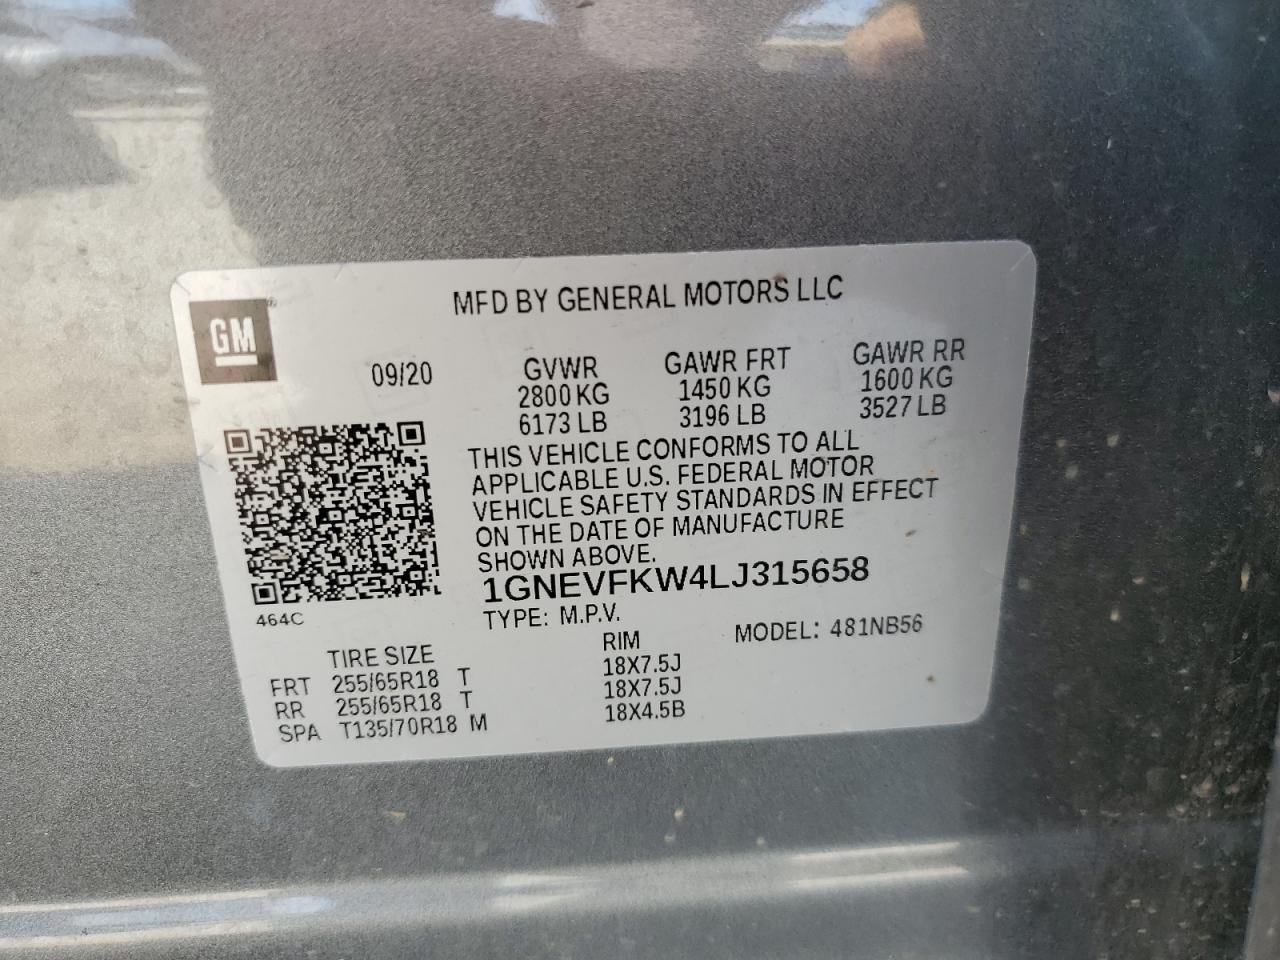 MFD BY GENERAL MOTORS LLC
GM®
09/20 GVWR GAWR FRT GAWR RR
2800 KG 1450 KG 1600 KG
6173 LB 3196 LB 3527 LB
THIS VEHICLE CONFORMS TO ALL
APPLICABLE U.S. FEDERAL MOTOR
VEHICLE SAFETY STANDARDS IN EFFECT
ON THE DATE OF MANUFACTURE
SHOWN ABOVE.
1GNEVFKW4LJ315658
464C
TYPE: M.P.V.
MODEL: 481NB56
TIRE SIZE RIM
FRT 255/65R18 T 18X7.5J
RR 255/65R18 T 18X7.5J
SPA T135/70R18 M 18X4.5B